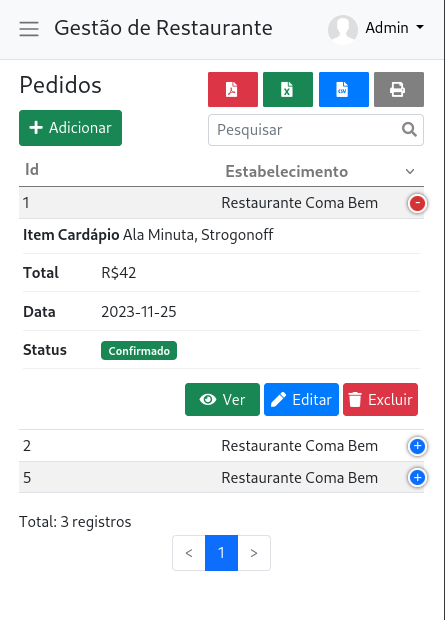 Gestão de Restaurante
Admin
Pedidos
CSV
Adicionar
Pesquisar
Id Estabelecimento
1 Restaurante Coma Bem
Item Cardápio Ala Minuta, Strogonoff
Total R$42
Data 2023-11-25
Status Confirmado
Ver Editar Excluir
2 Restaurante Coma Bem
5 Restaurante Coma Bem
Total: 3 registros
< 1 >